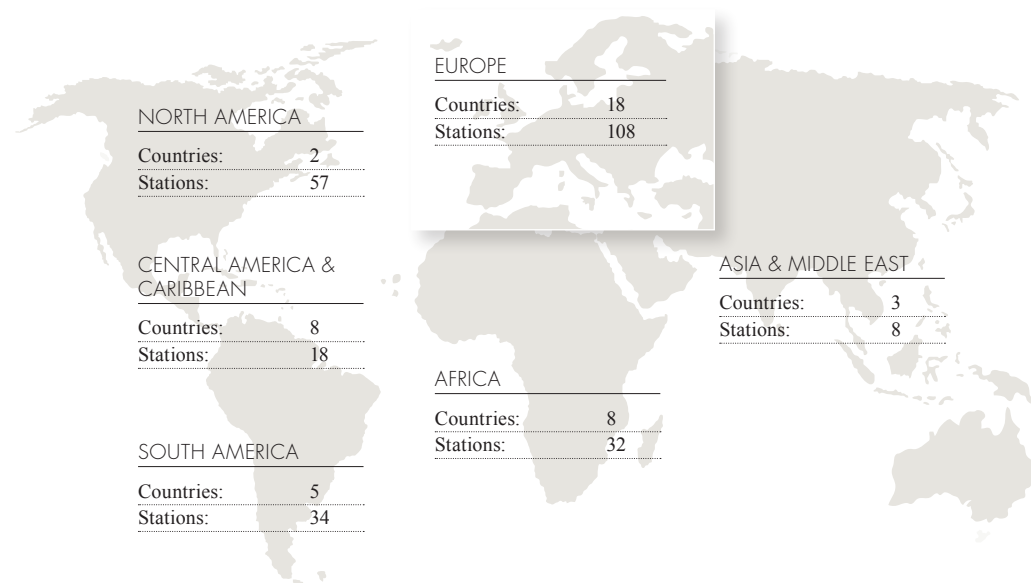 NORTH AMERICA
Countries: 2
Stations: 57
CENTRAL AMERICA &
CARIBBEAN
Countries: 8
Stations: 18
SOUTH AMERICA
Countries: 5
Stations: 34
EUROPE
Countries: 18
Stations: 108
AFRICA
Countries: 8
Stations: 32
ASIA & MIDDLE EAST
Countries: 3
Stations: 8